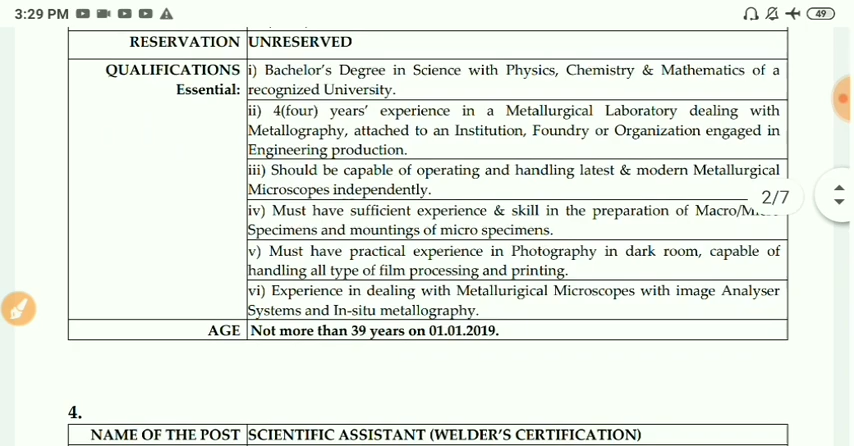 3:29 PM
49
RESERVATION UNRESERVED
QUALIFICATIONS i) Bachelor's Degree in Science with Physics, Chemistry & Mathematics of a
Essential: recognized University.
ii) 4(four) years' experience in a Metallurgical Laboratory dealing with
Metallography, attached to an Institution, Foundry or Organization engaged in
Engineering production.
iii) Should be capable of operating and handling latest & modern Metallurgical
Microscopes independently.
2/7
iv) Must have sufficient experience & skill in the preparation of
Specimens and mountings of micro specimens.
v) Must have practical experience in Photography in dark room, capable of
handling all type of film processing and printing.
vi) Experience in dealing with Metallurigical Microscopes with image Analyser
Systems and In-situ metallography.
AGE Not more than 39 years on 01.01.2019.
4.
NAME OF THE POST SCIENTIFIC ASSISTANT (WELDER'S CERTIFICATION)